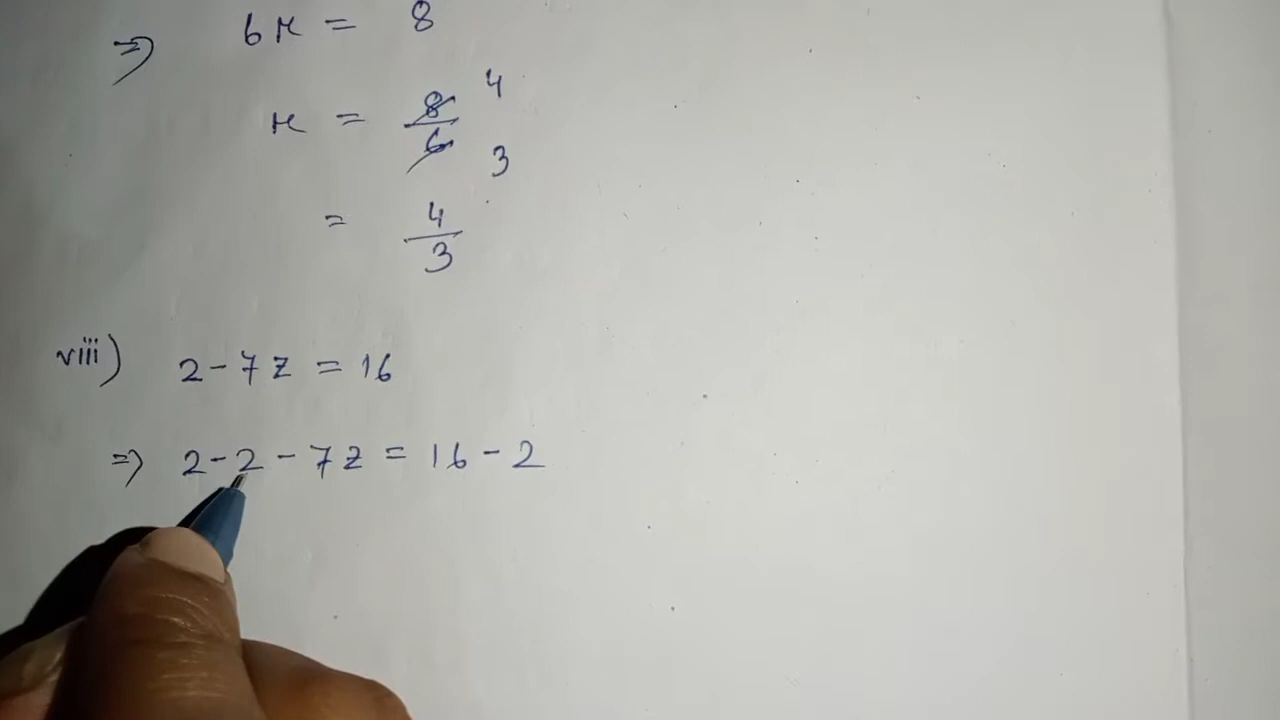 ⇒ 6x = 8
x = 8/6 4 3
= 4/3
viii) 2 - 7z = 16
⇒ 2 - 2 - 7z = 16 - 2